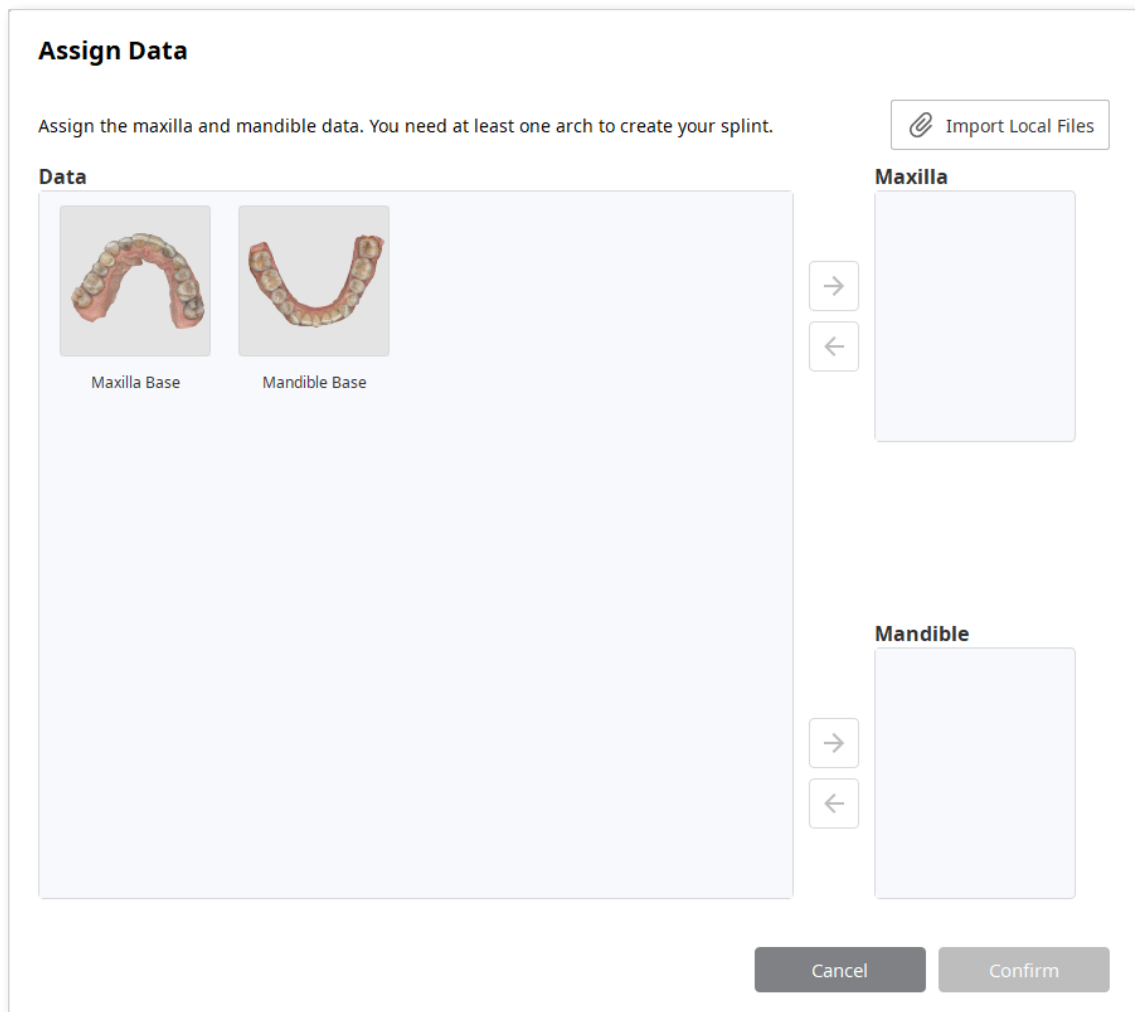 Assign Data
Assign the maxilla and mandible data. You need at least one arch to create your splint.
Import Local Files
Data
Maxilla
Maxilla Base
Mandible Base
Mandible
Cancel
Confirm